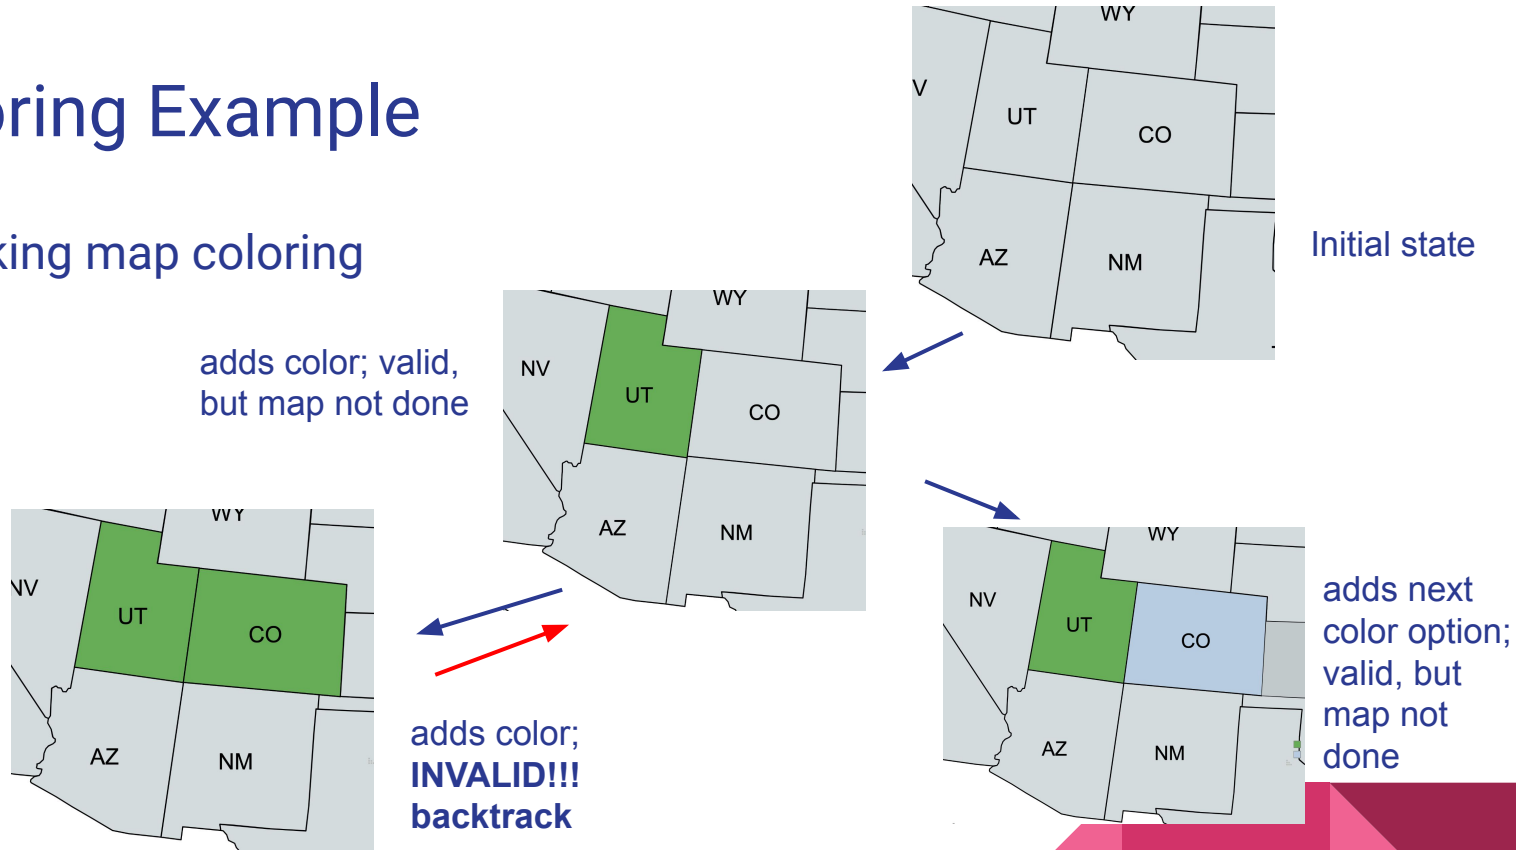 oring Example
king map coloring
WY
V
UT
CO
AZ
NM
Initial state
adds color; valid,
but map not done
WY
NV
UT
CO
AZ
NM
WY
NV
UT
CO
AZ
NM
adds color;
INVALID!!!
backtrack
WY
NV
UT
CO
AZ
NM
adds next
color option;
valid, but
map not
done